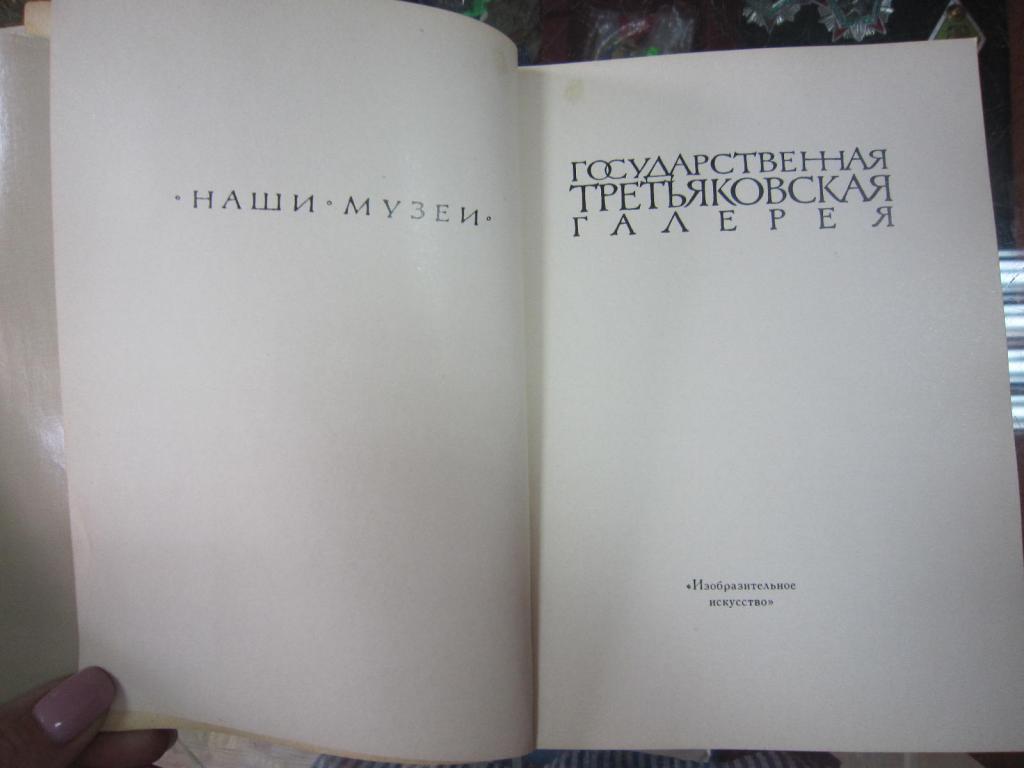 •НАШИ•МУЗЕИ•
ГОСУДАРСТВЕННАЯ
ТРЕТЬЯКОВСКАЯ
ГАЛЕРЕЯ
«Изобразительное
искусство»